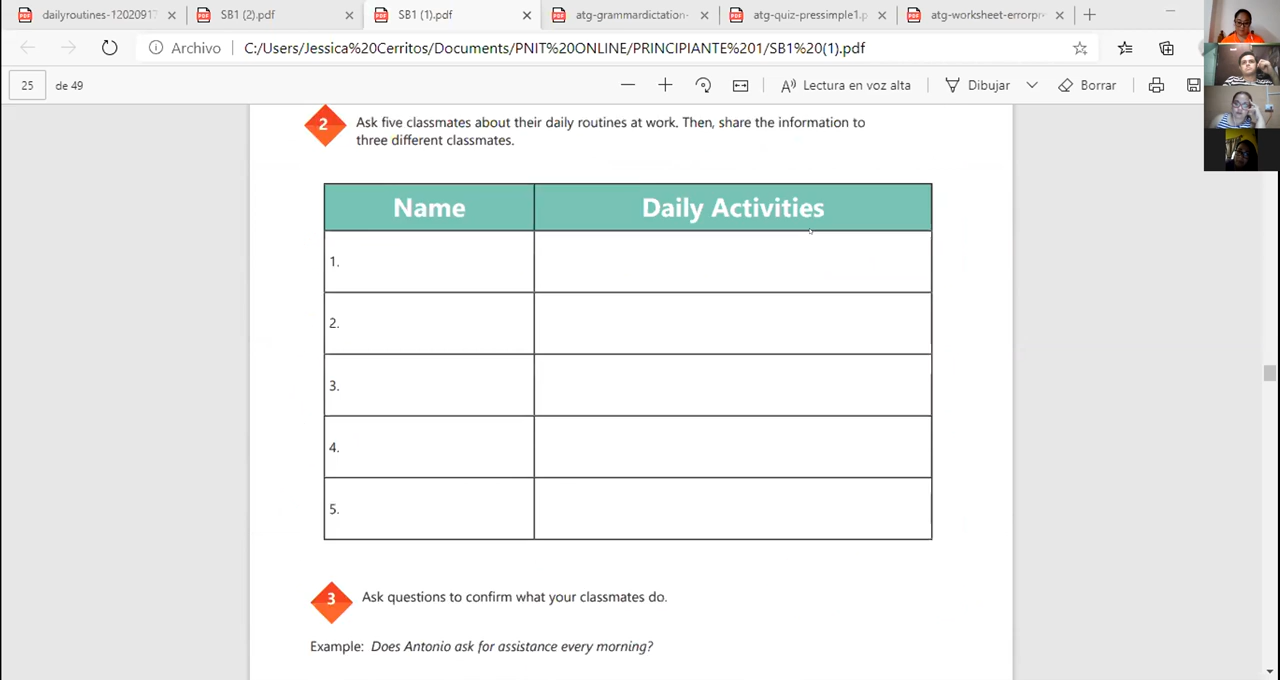 dailyroutines-12020917
SB1 (2).pdf
SB1 (1).pdf
atg-grammardictation-
atg-quiz-pressimple1.p
atg-worksheet-errorpr
Archivo
C:/Users/Jessica%20Cerritos/Documents/PNIT%20ONLINE/PRINCIPIANTE%201/SB1%20(1).pdf
25 de 49
Lectura en voz alta
Dibujar
Borrar
2
Ask five classmates about their daily routines at work. Then, share the information to
three different classmates.
Name Daily Activities
1.
2.
3.
4.
5.
3
Ask questions to confirm what your classmates do.
Example: Does Antonio ask for assistance every morning?